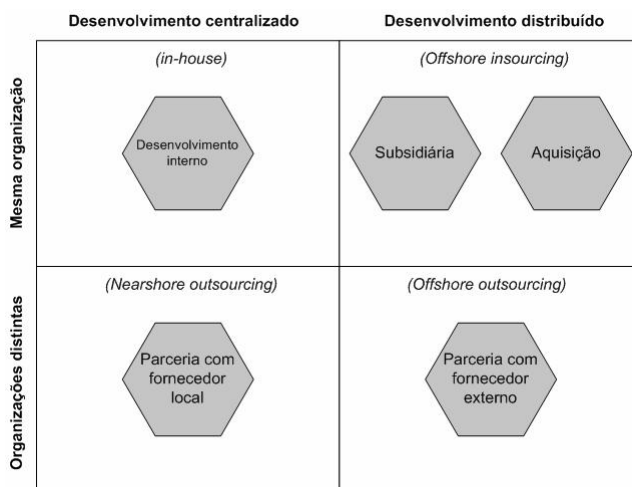 Desenvolvimento centralizado
Desenvolvimento distribuído
Mesma organização
(in-house)
Desenvolvimento
interno
(Offshore insourcing)
Subsidiária
Aquisição
Organizações distintas
(Nearshore outsourcing)
Parceria com
fornecedor
local
(Offshore outsourcing)
Parceria com
fornecedor
externo